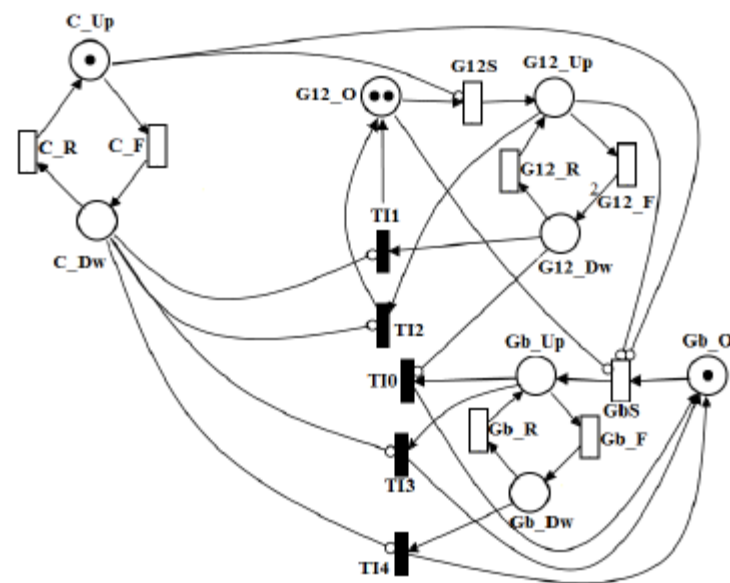 C_Up
G12S
G12_Up
G12_O
C_R
C_F
G12_R
2
G12_F
TI1
C_Dw
G12_Dw
TI2
Gb_Up
Gb_O
TI0
GbS
Gb_R
Gb_F
TI3
Gb_Dw
TI4